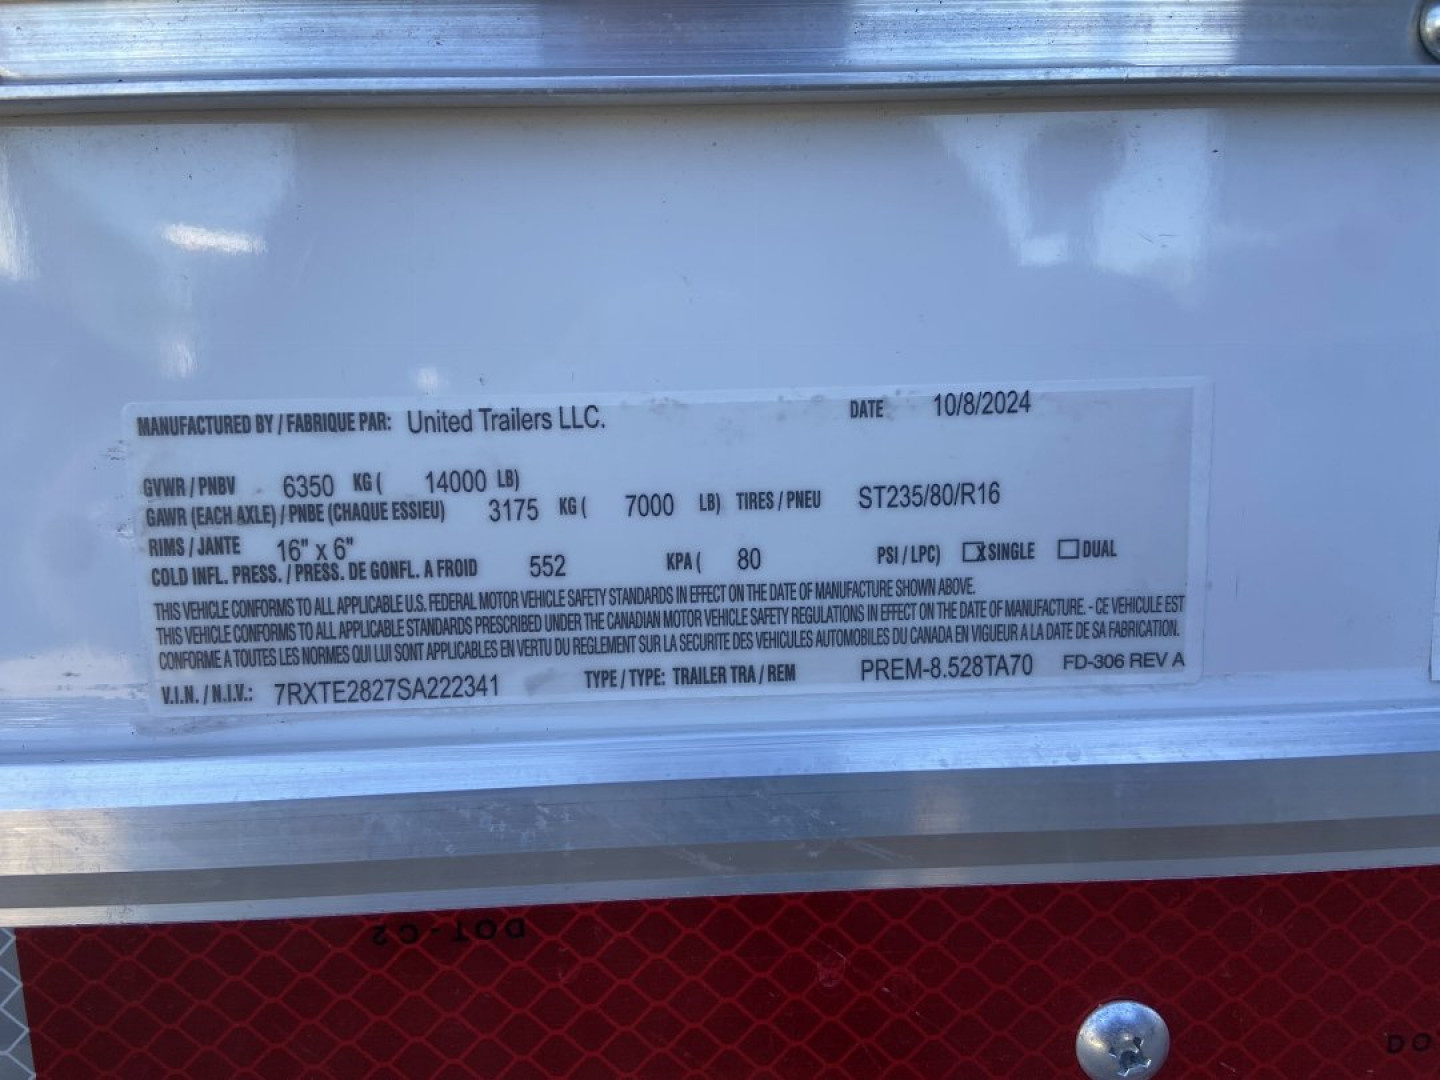 MANUFACTURED BY / FABRIQUE PAR: United Trailers LLC. DATE 10/8/2024
GVWR / PNBV 6350 KG ( 14000 LB)
GAWR (EACH AXLE) / PNBE (CHAQUE ESSIEU) 3175 KG ( 7000 LB) TIRES / PNEU ST235/80/R16
RIMS / JANTE 16" x 6"
COLD INFL. PRESS. / PRESS. DE GONFL. A FROID 552 KPA ( 80 PSI / LPC) X SINGLE DUAL
THIS VEHICLE CONFORMS TO ALL APPLICABLE U.S. FEDERAL MOTOR VEHICLE SAFETY STANDARDS IN EFFECT ON THE DATE OF MANUFACTURE SHOWN ABOVE.
THIS VEHICLE CONFORMS TO ALL APPLICABLE STANDARDS PRESCRIBED UNDER THE CANADIAN MOTOR VEHICLE SAFETY REGULATIONS IN EFFECT ON THE DATE OF MANUFACTURE. - CE VEHICULE EST
CONFORME A TOUTES LES NORMES QUI LUI SONT APPLICABLES EN VERTU DU REGLEMENT SUR LA SECURITE DES VEHICULES AUTOMOBILES DU CANADA EN VIGUEUR A LA DATE DE SA FABRICATION.
V.I.N. / N.I.V.: 7RXTE2827SA222341 TYPE / TYPE: TRAILER TRA / REM PREM-8.528TA70 FD-306 REV A
DOT-C2
DO